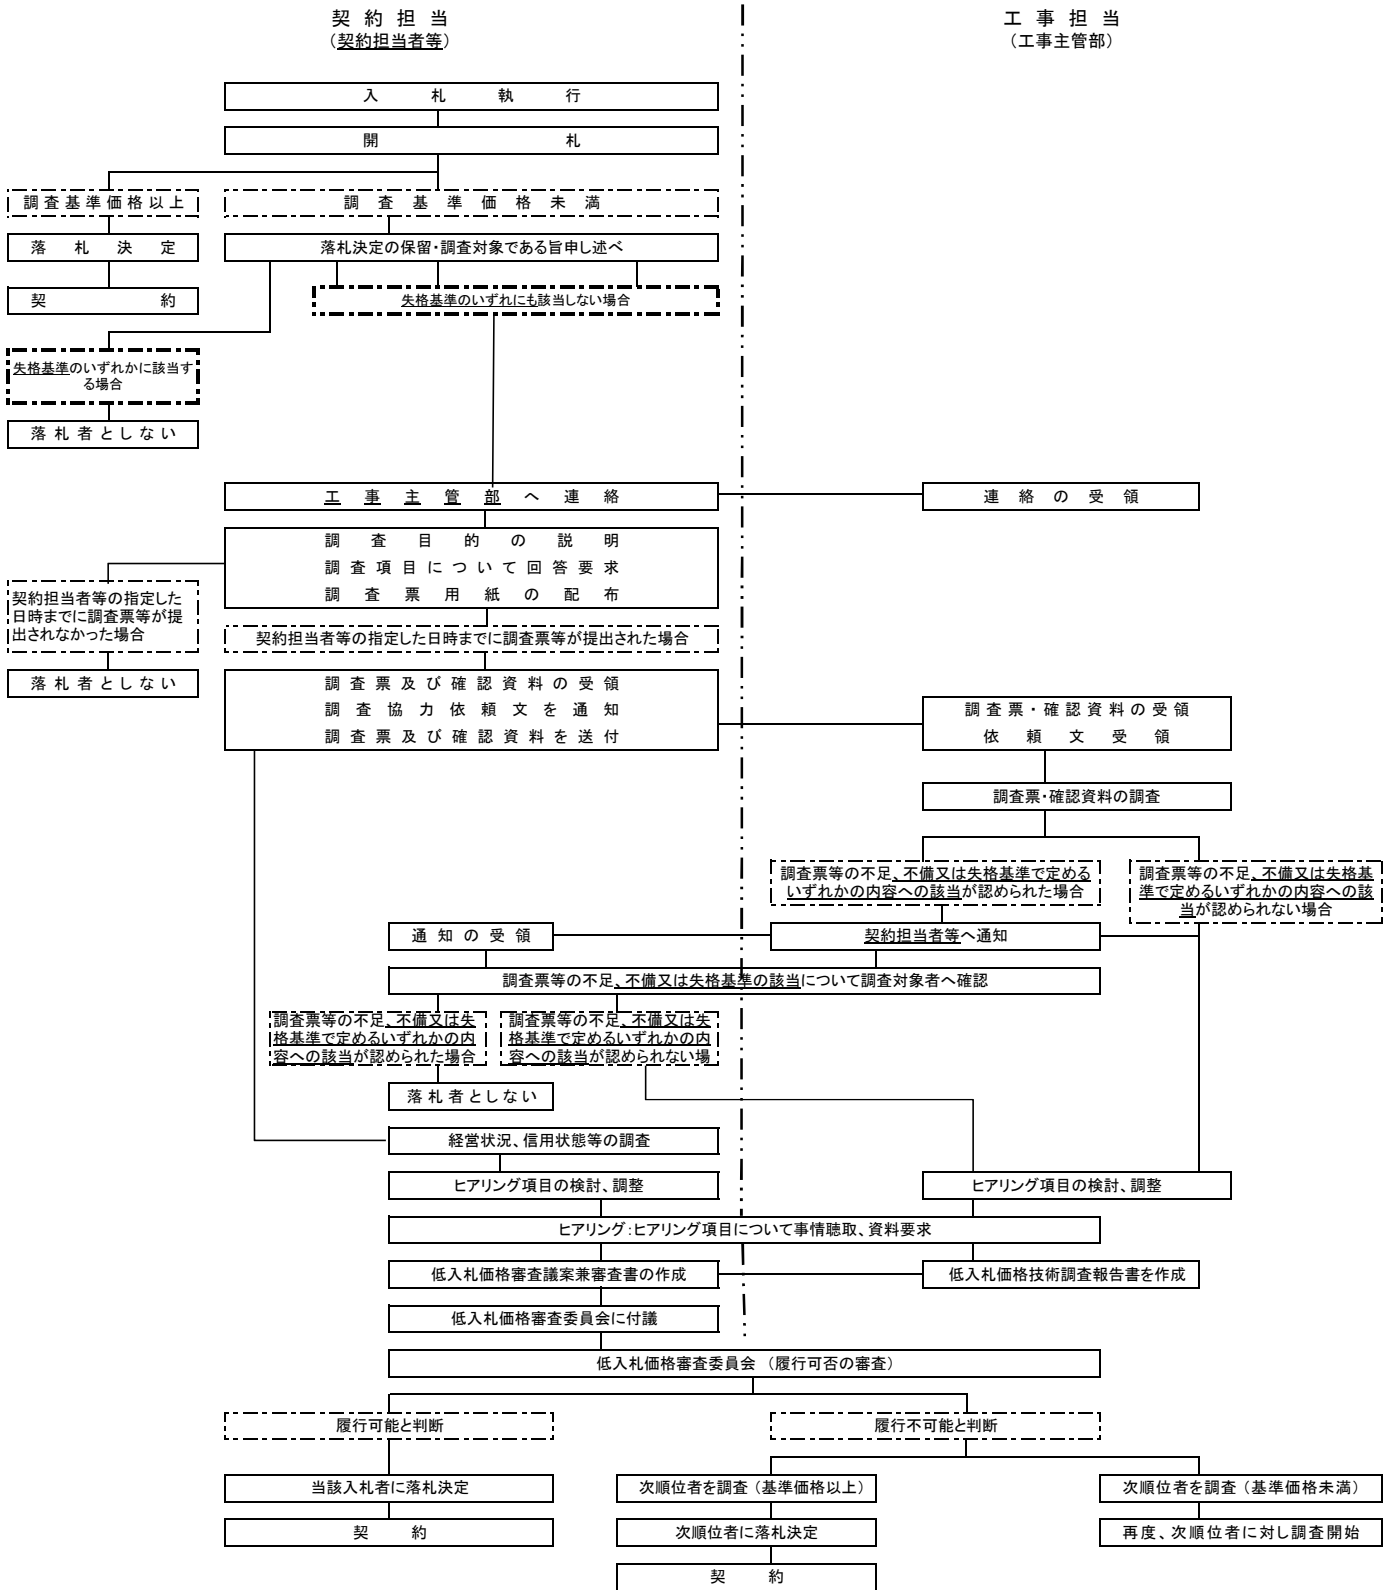 契約担当
（契約担当者等）
工事担当
（工事主管部）
入札執行
開札
調査基準価格以上
調査基準価格未満
落札決定
落札決定の保留・調査対象である旨申し述べ
契約
失格基準のいずれにも該当しない場合
失格基準のいずれかに該当す
る場合
落札者としない
工事主管部へ連絡
連絡の受領
調査目的の説明
調査項目について回答要求
調査票用紙の配布
契約担当者等の指定した
日時までに調査票等が提
出されなかった場合
契約担当者等の指定した日時までに調査票等が提出された場合
落札者としない
調査票及び確認資料の受領
調査協力依頼文を通知
調査票及び確認資料を送付
調査票・確認資料の受領
依頼文受領
調査票・確認資料の調査
調査票等の不足、不備又は失格基準で定める
いずれかの内容への該当が認められた場合
調査票等の不足、不備又は失格基
準で定めるいずれかの内容への該
当が認められない場合
通知の受領
契約担当者等へ通知
調査票等の不足、不備又は失格基準の該当について調査対象者へ確認
調査票等の不足、不備又は失
格基準で定めるいずれかの内
容への該当が認められた場合
調査票等の不足、不備又は失
格基準で定めるいずれかの内
容への該当が認められない場
落札者としない
経営状況、信用状態等の調査
ヒアリング項目の検討、調整
ヒアリング項目の検討、調整
ヒアリング：ヒアリング項目について事情聴取、資料要求
低入札価格審査議案兼審査書の作成
低入札価格技術調査報告書を作成
低入札価格審査委員会に付議
低入札価格審査委員会（履行可否の審査）
履行可能と判断
履行不可能と判断
当該入札者に落札決定
次順位者を調査（基準価格以上）
次順位者を調査（基準価格未満）
契約
次順位者に落札決定
再度、次順位者に対し調査開始
契約